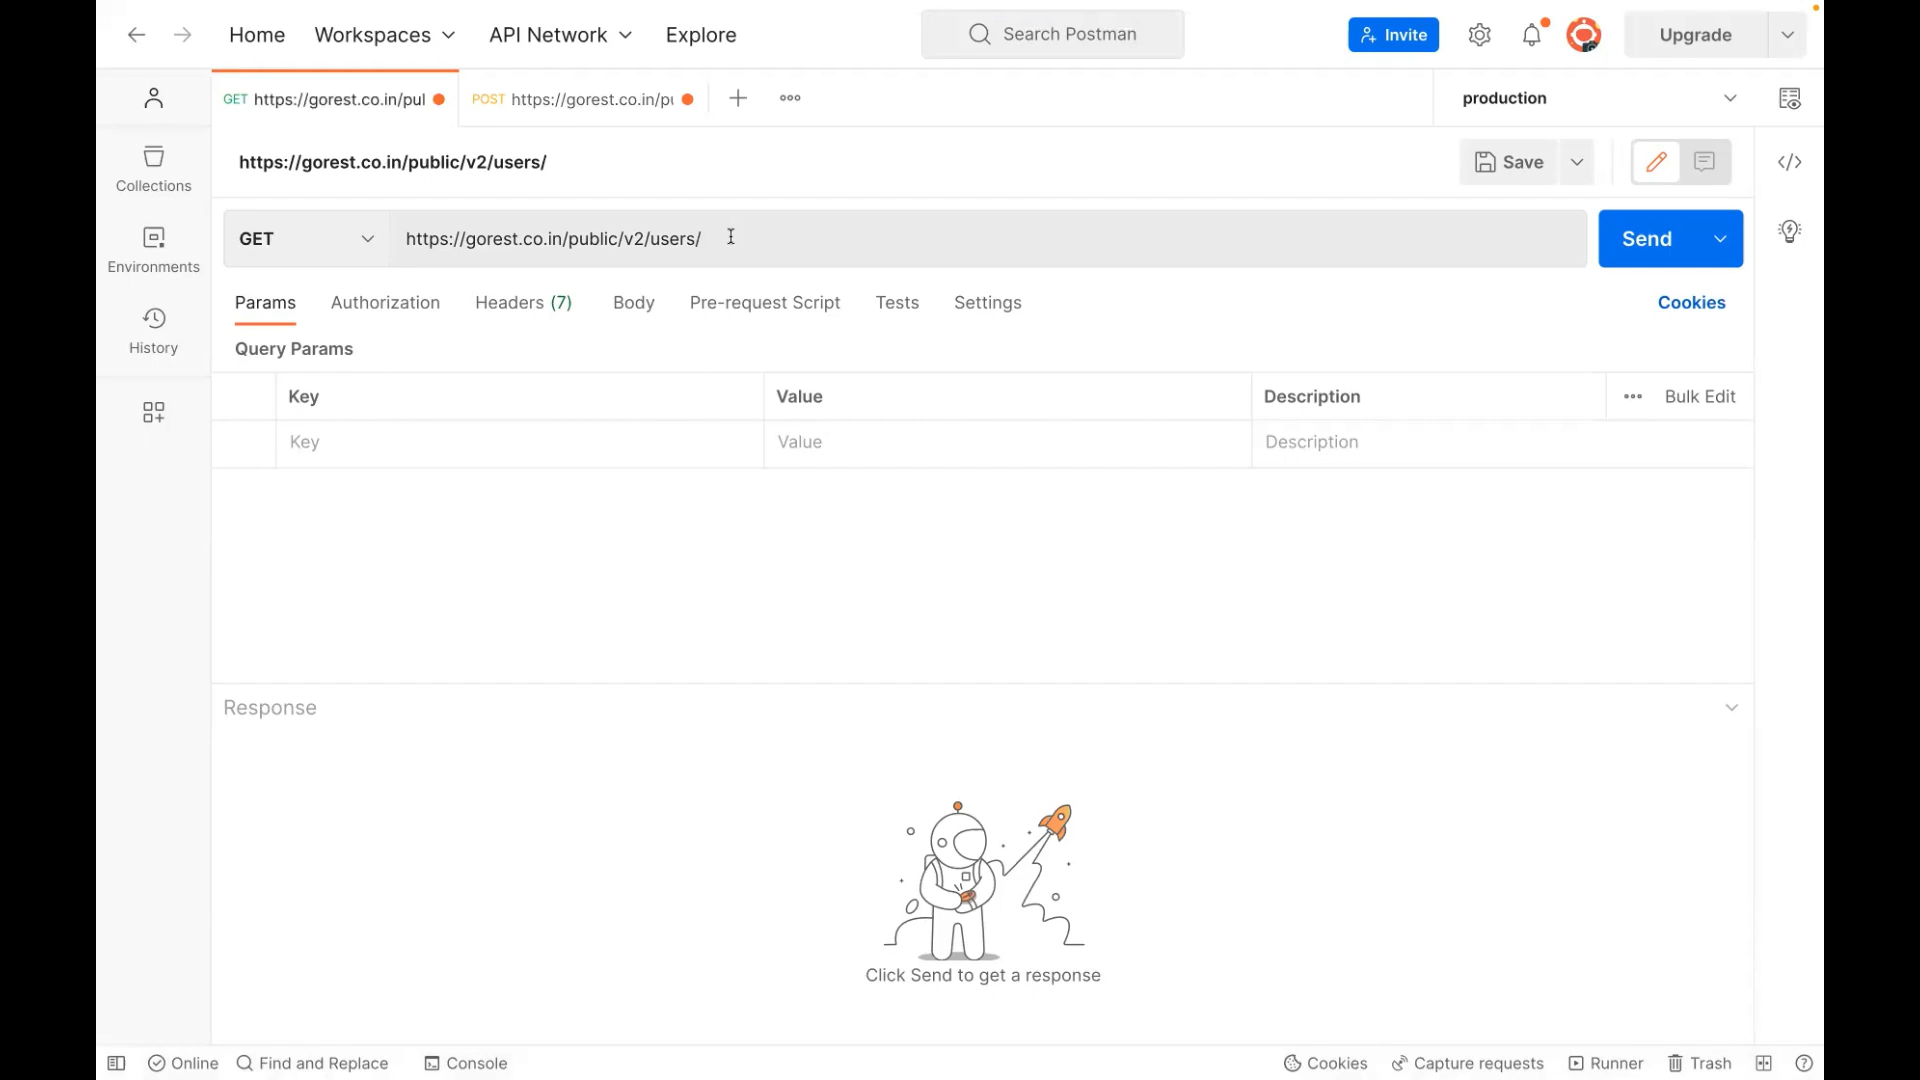 Home Workspaces API Network Explore Search Postman Invite Upgrade
GET https://gorest.co.in/pul POST https://gorest.co.in/pu production
Collections
Environments
History
https://gorest.co.in/public/v2/users/ Save
GET https://gorest.co.in/public/v2/users/ Send
Params Authorization Headers (7) Body Pre-request Script Tests Settings Cookies
Query Params
Key Value Description Bulk Edit
Key Value Description
Response
Click Send to get a response
Online Find and Replace Console Cookies Capture requests Runner Trash